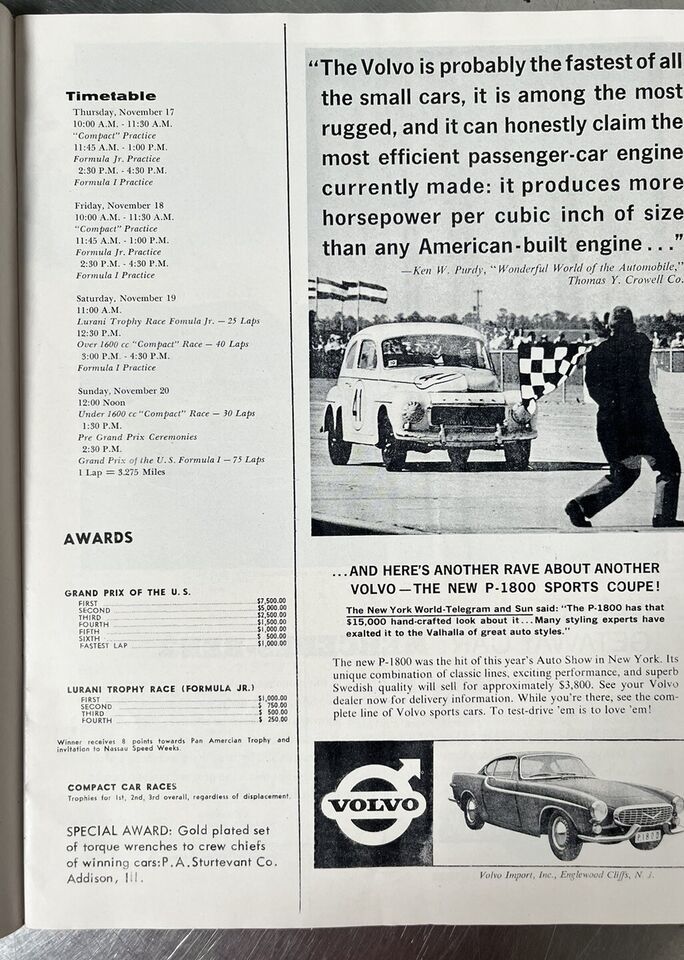 Timetable
Thursday, November 17
10:00 A.M. - 11:30 A.M.
"Compact" Practice
11:45 A.M. - 1:00 P.M.
Formula Jr. Practice
2:30 P.M. - 4:30 P.M.
Formula I Practice
Friday, November 18
10:00 A.M. - 11:30 A.M.
"Compact" Practice
11:45 A.M. - 1:00 P.M.
Formula Jr. Practice
2:30 P.M. - 4:30 P.M.
Formula I Practice
Saturday, November 19
11:00 A.M.
Lurani Trophy Race Fomula Jr. — 25 Laps
12:30 P.M.
Over 1600 cc "Compact" Race — 40 Laps
3:00 P.M. - 4:30 P.M.
Formula I Practice
Sunday, November 20
12:00 Noon
Under 1600 cc "Compact" Race — 30 Laps
1:30 P.M.
Pre Grand Prix Ceremonies
2:30 P.M.
Grand Prix of the U.S. Formula I — 75 Laps
1 Lap = 3.275 Miles
AWARDS
GRAND PRIX OF THE U.S.
FIRST $7,500.00
SECOND $5,000.00
THIRD $2,500.00
FOURTH $1,500.00
FIFTH $1,000.00
SIXTH $ 500.00
FASTEST LAP $1,000.00
LURANI TROPHY RACE (FORMULA JR.)
FIRST $1,000.00
SECOND $ 750.00
THIRD $ 500.00
FOURTH $ 250.00
Winner receives 8 points towards Pan Amercian Trophy and
invitation to Nassau Speed Weeks.
COMPACT CAR RACES
Trophies for 1st, 2nd, 3rd overall, regardless of displacement.
SPECIAL AWARD: Gold plated set
of torque wrenches to crew chiefs
of winning cars:P.A.Sturtevant Co.
Addison, Ill.
"The Volvo is probably the fastest of all
the small cars, it is among the most
rugged, and it can honestly claim the
most efficient passenger-car engine
currently made: it produces more
horsepower per cubic inch of size
than any American-built engine..."
—Ken W. Purdy, "Wonderful World of the Automobile,"
Thomas Y. Crowell Co.
41
...AND HERE'S ANOTHER RAVE ABOUT ANOTHER
VOLVO—THE NEW P-1800 SPORTS COUPE!
The New York World-Telegram and Sun said: "The P-1800 has that
$15,000 hand-crafted look about it...Many styling experts have
exalted it to the Valhalla of great auto styles."
The new P-1800 was the hit of this year's Auto Show in New York. Its
unique combination of classic lines, exciting performance, and superb
Swedish quality will sell for approximately $3,800. See your Volvo
dealer now for delivery information. While you're there, see the com-
plete line of Volvo sports cars. To test-drive 'em is to love 'em!
VOLVO
P1800
Volvo Import, Inc., Englewood Cliffs, N. J.